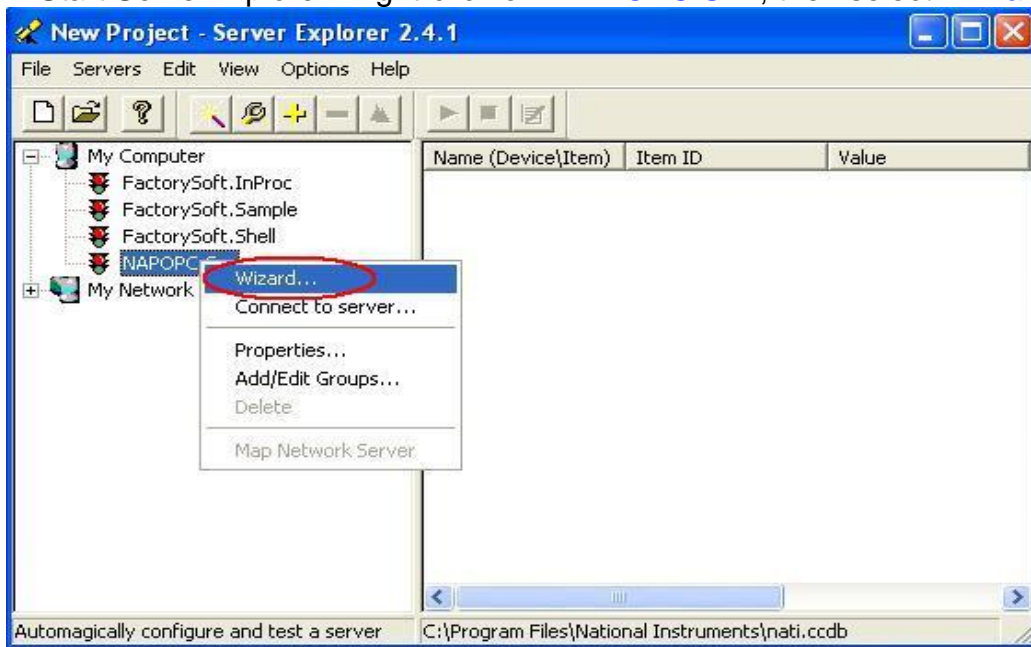 New Project - Server Explorer 2.4.1
File Servers Edit View Options Help
My Computer
Name (Device\Item) Item ID Value
FactorySoft.InProc
FactorySoft.Sample
FactorySoft.Shell
Wizard...
My Network
Connect to server...
Properties...
Add/Edit Groups...
Delete
Map Network Server
Automagically configure and test a server
C:\Program Files\National Instruments\nati.ccdb